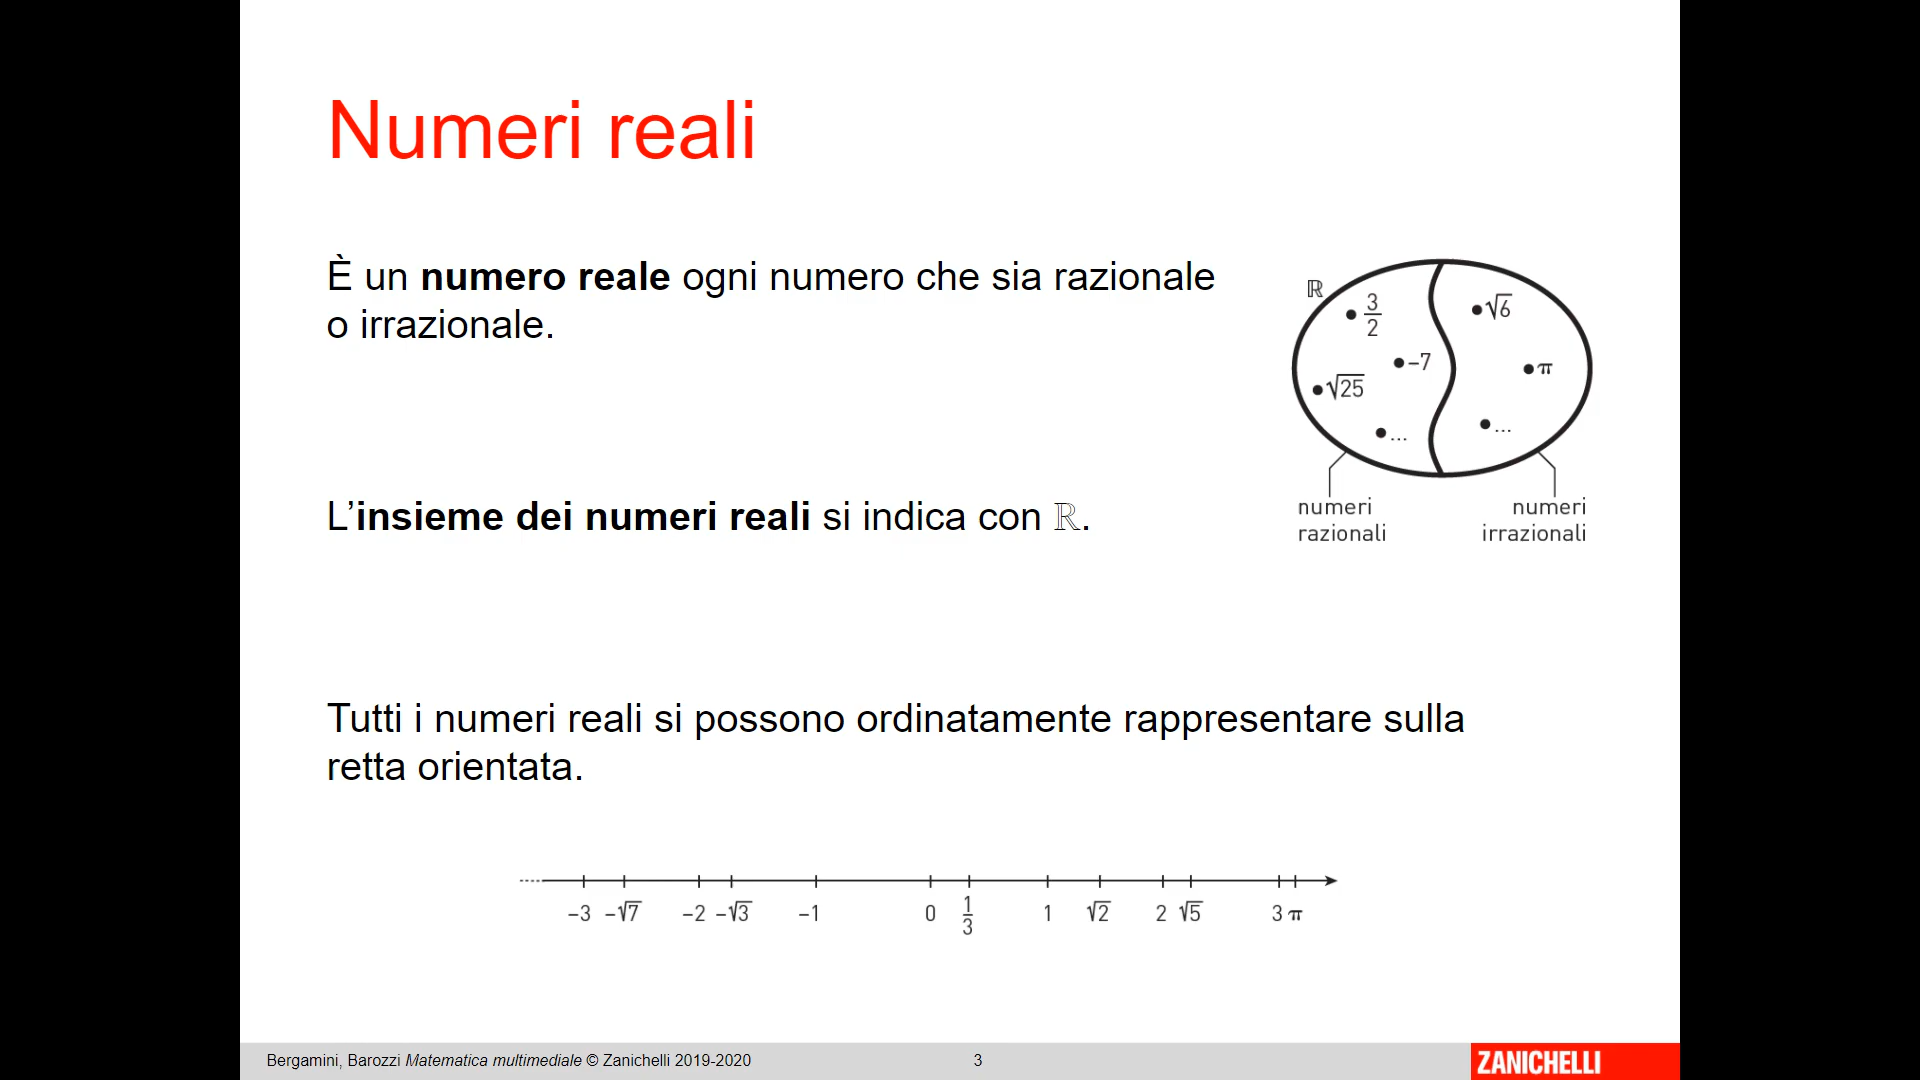 Numeri reali
È un numero reale ogni numero che sia razionale
o irrazionale.
ℝ
3/2
√6
–7
π
√25
...
...
numeri
razionali
numeri
irrazionali
L’insieme dei numeri reali si indica con ℝ.
Tutti i numeri reali si possono ordinatamente rappresentare sulla
retta orientata.
–3 –√7 –2 –√3 –1 0 1/3 1 √2 2 √5 3 π
Bergamini, Barozzi Matematica multimediale © Zanichelli 2019-2020
3
ZANICHELLI